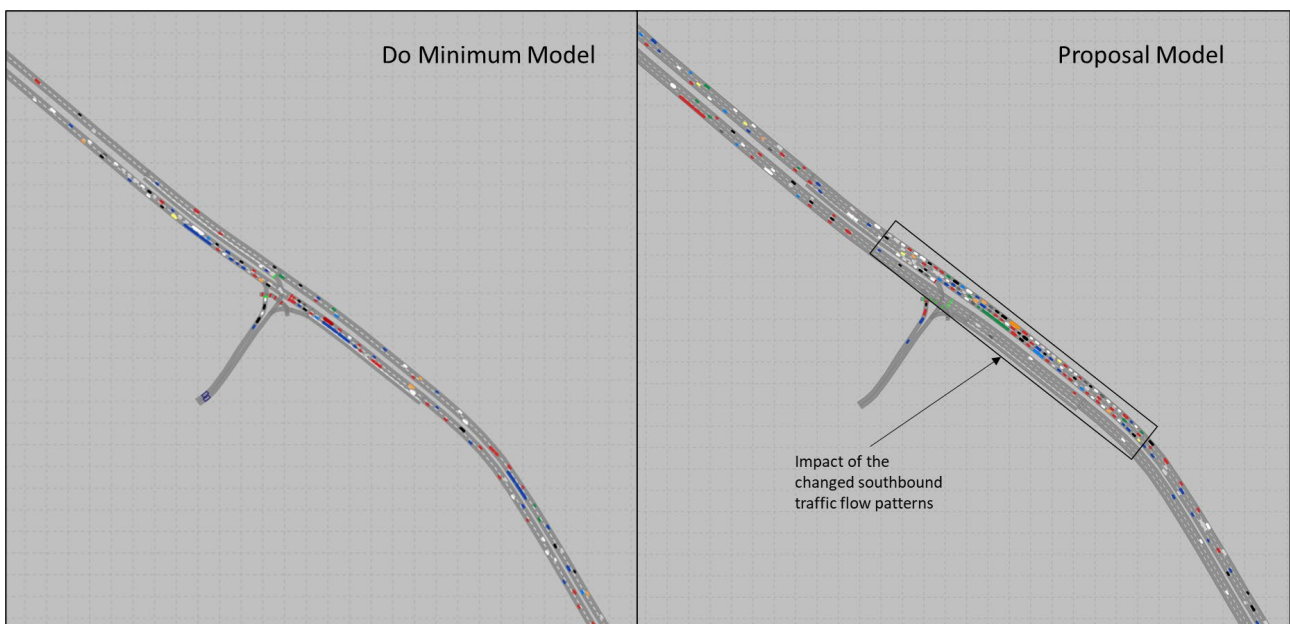 Do Minimum Model
Proposal Model
Impact of the
changed southbound
traffic flow patterns